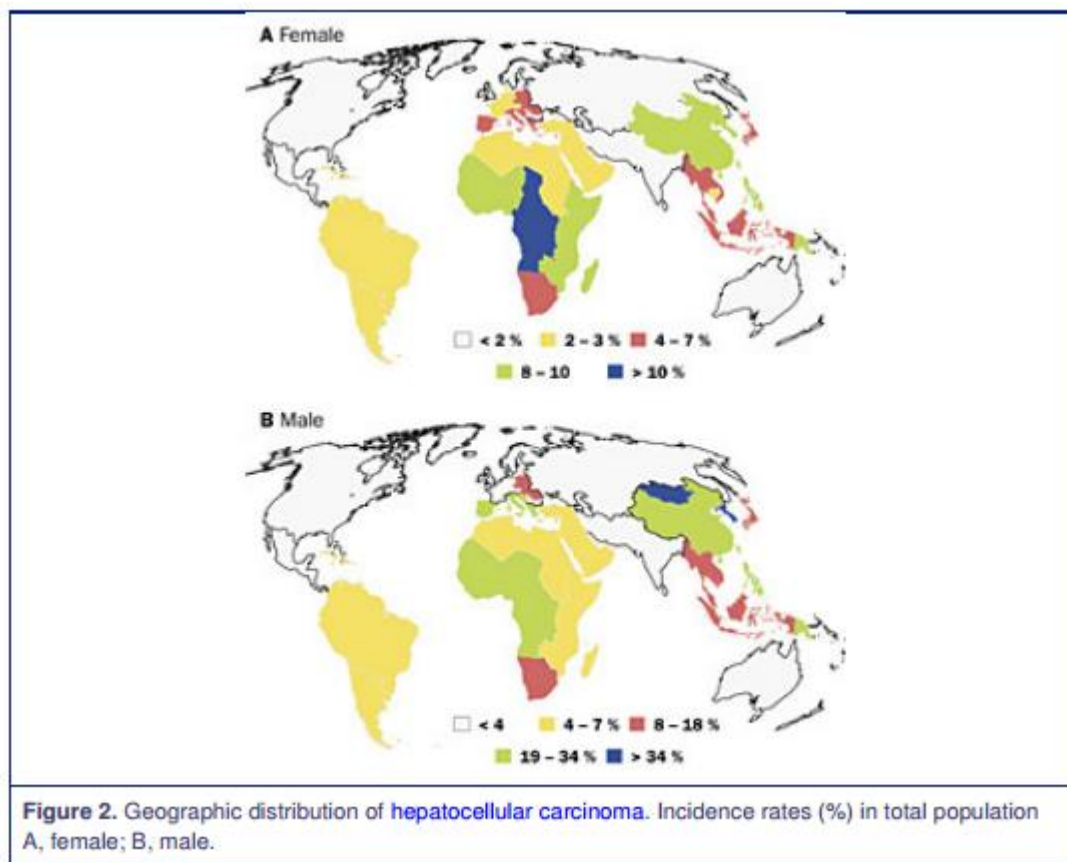 A Female
< 2 % 2 – 3 % 4 – 7 %
8 – 10 > 10 %
B Male
< 4 4 – 7 % 8 – 18 %
19 – 34 % > 34 %
Figure 2. Geographic distribution of hepatocellular carcinoma. Incidence rates (%) in total population
A, female; B, male.